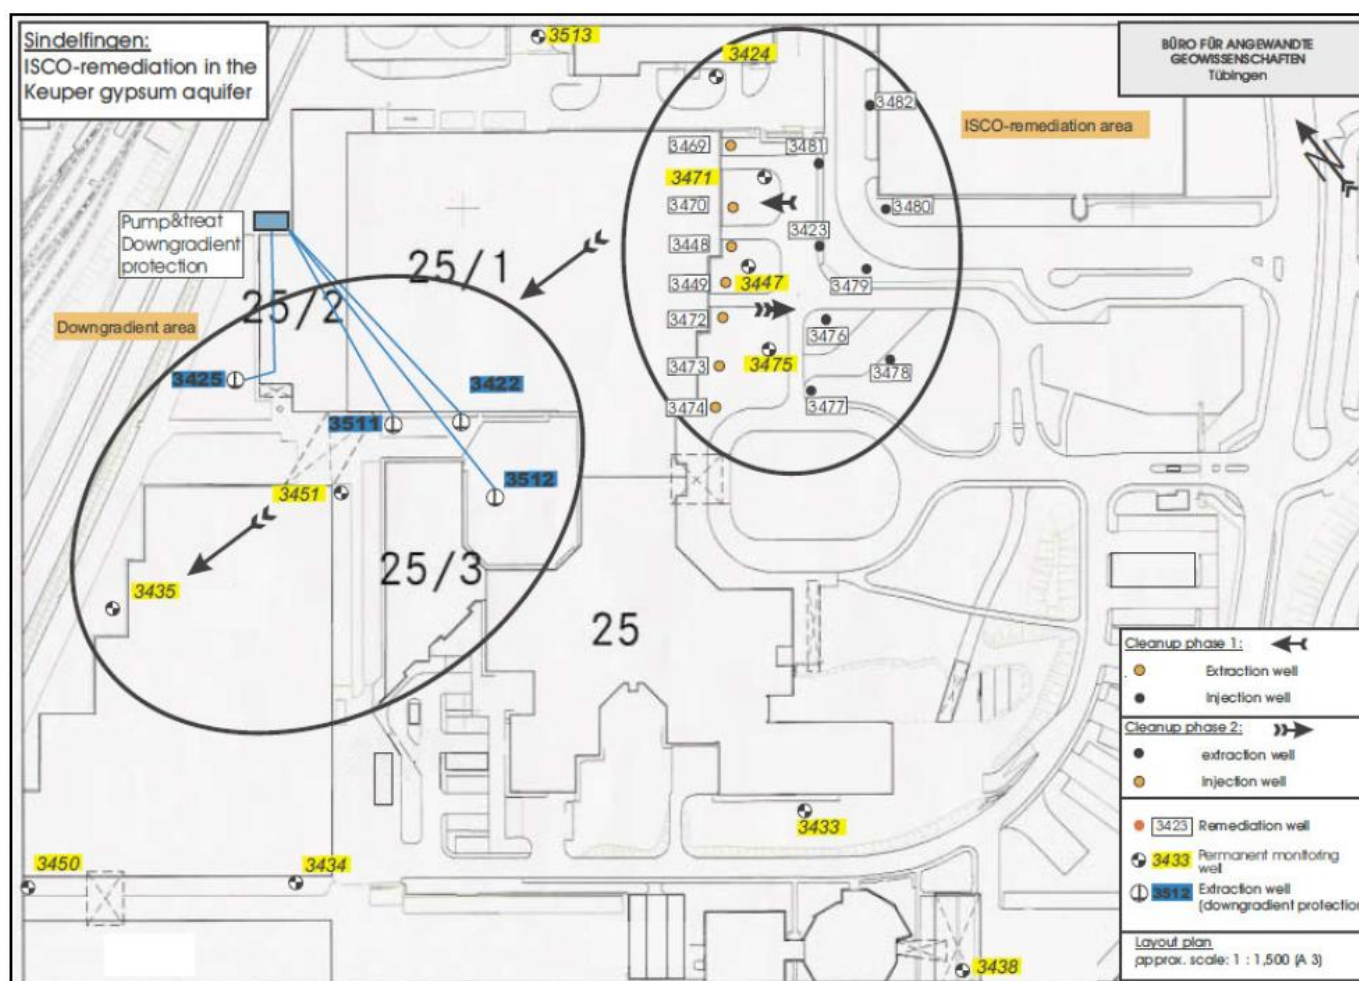 Sindelfingen:
ISCO-remediation in the
Keuper gypsum aquifer
3513
3424
BÜRO FÜR ANGEWANDTE
GEOWISSENSCHAFTEN
Tübingen
3482
ISCO-remediation area
N
3469
3481
3471
3470
3480
3423
3448
3447
3449
3479
3472
3476
3475
3473
3478
3474
3477
Pump&treat
Downgradient
protection
25/1
25/2
Downgradient area
3425
3422
3511
3512
3451
3435
25/3
25
3433
3450
3434
3438
Cleanup phase 1:
Extraction well
Injection well
Cleanup phase 2:
extraction well
Injection well
3423 Remediation well
3433 Permanent monitoring
well
3512 Extraction well
(downgradient protection
Layout plan
approx. scale: 1 : 1,500 (A 3)